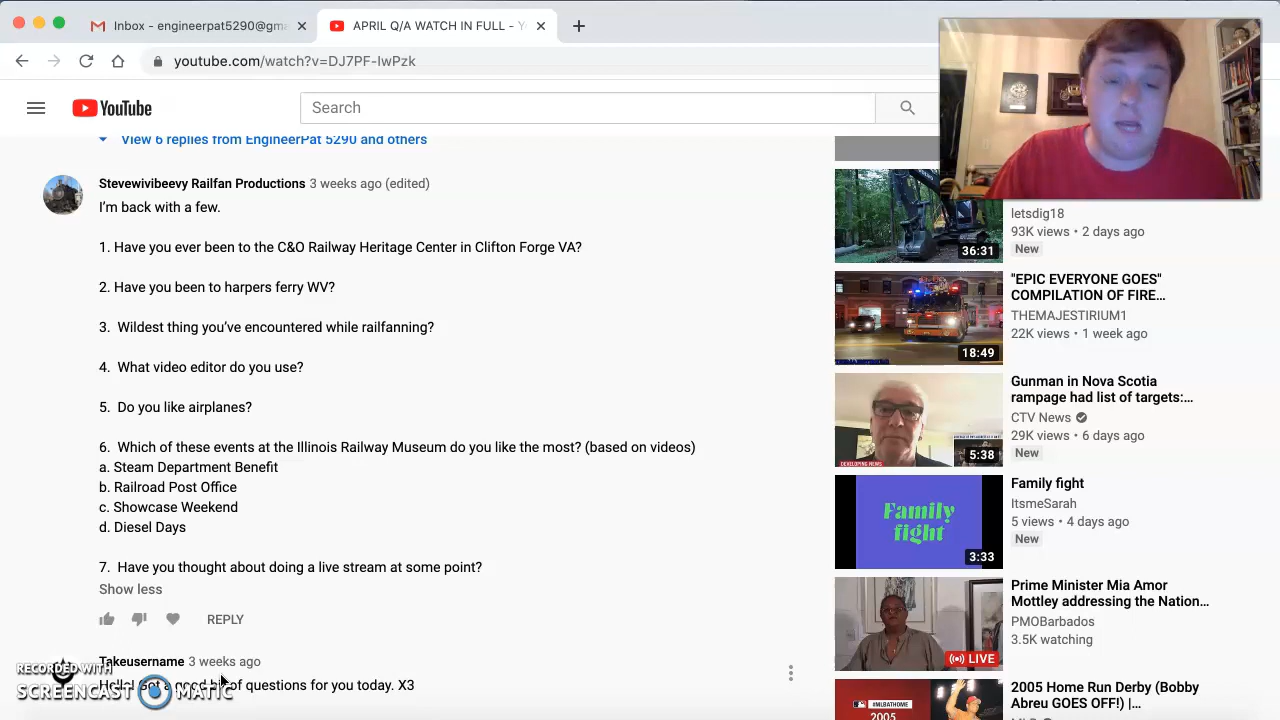 Inbox - engineerpat5290@gm
APRIL Q/A WATCH IN FULL - Y
youtube.com/watch?v=DJ7PF-IwPzk
YouTube
Search
View 6 replies from EngineerPat 5290 and others
Stevewivibeevy Railfan Productions 3 weeks ago (edited)
I'm back with a few.
1. Have you ever been to the C&O Railway Heritage Center in Clifton Forge VA?
2. Have you been to harpers ferry WV?
3. Wildest thing you've encountered while railfanning?
4. What video editor do you use?
5. Do you like airplanes?
6. Which of these events at the Illinois Railway Museum do you like the most? (based on videos)
a. Steam Department Benefit
b. Railroad Post Office
c. Showcase Weekend
d. Diesel Days
7. Have you thought about doing a live stream at some point?
Show less
REPLY
Takeusername 3 weeks ago
of questions for you today. X3
RECORDED WITH
SCREENCAST MATIC
36:31
letsdig18
93K views • 2 days ago
New
18:49
"EPIC EVERYONE GOES"
COMPILATION OF FIRE...
THEMAJESTIRIUM1
22K views • 1 week ago
DEVELOPING NEWS
5:38
Gunman in Nova Scotia
rampage had list of targets:...
CTV News
29K views • 6 days ago
New
Family
fight
3:33
Family fight
ItsmeSarah
5 views • 4 days ago
New
LIVE
Prime Minister Mia Amor
Mottley addressing the Nation...
PMOBarbados
3.5K watching
#MLBATHOME
2005
2005 Home Run Derby (Bobby
Abreu GOES OFF!) |...